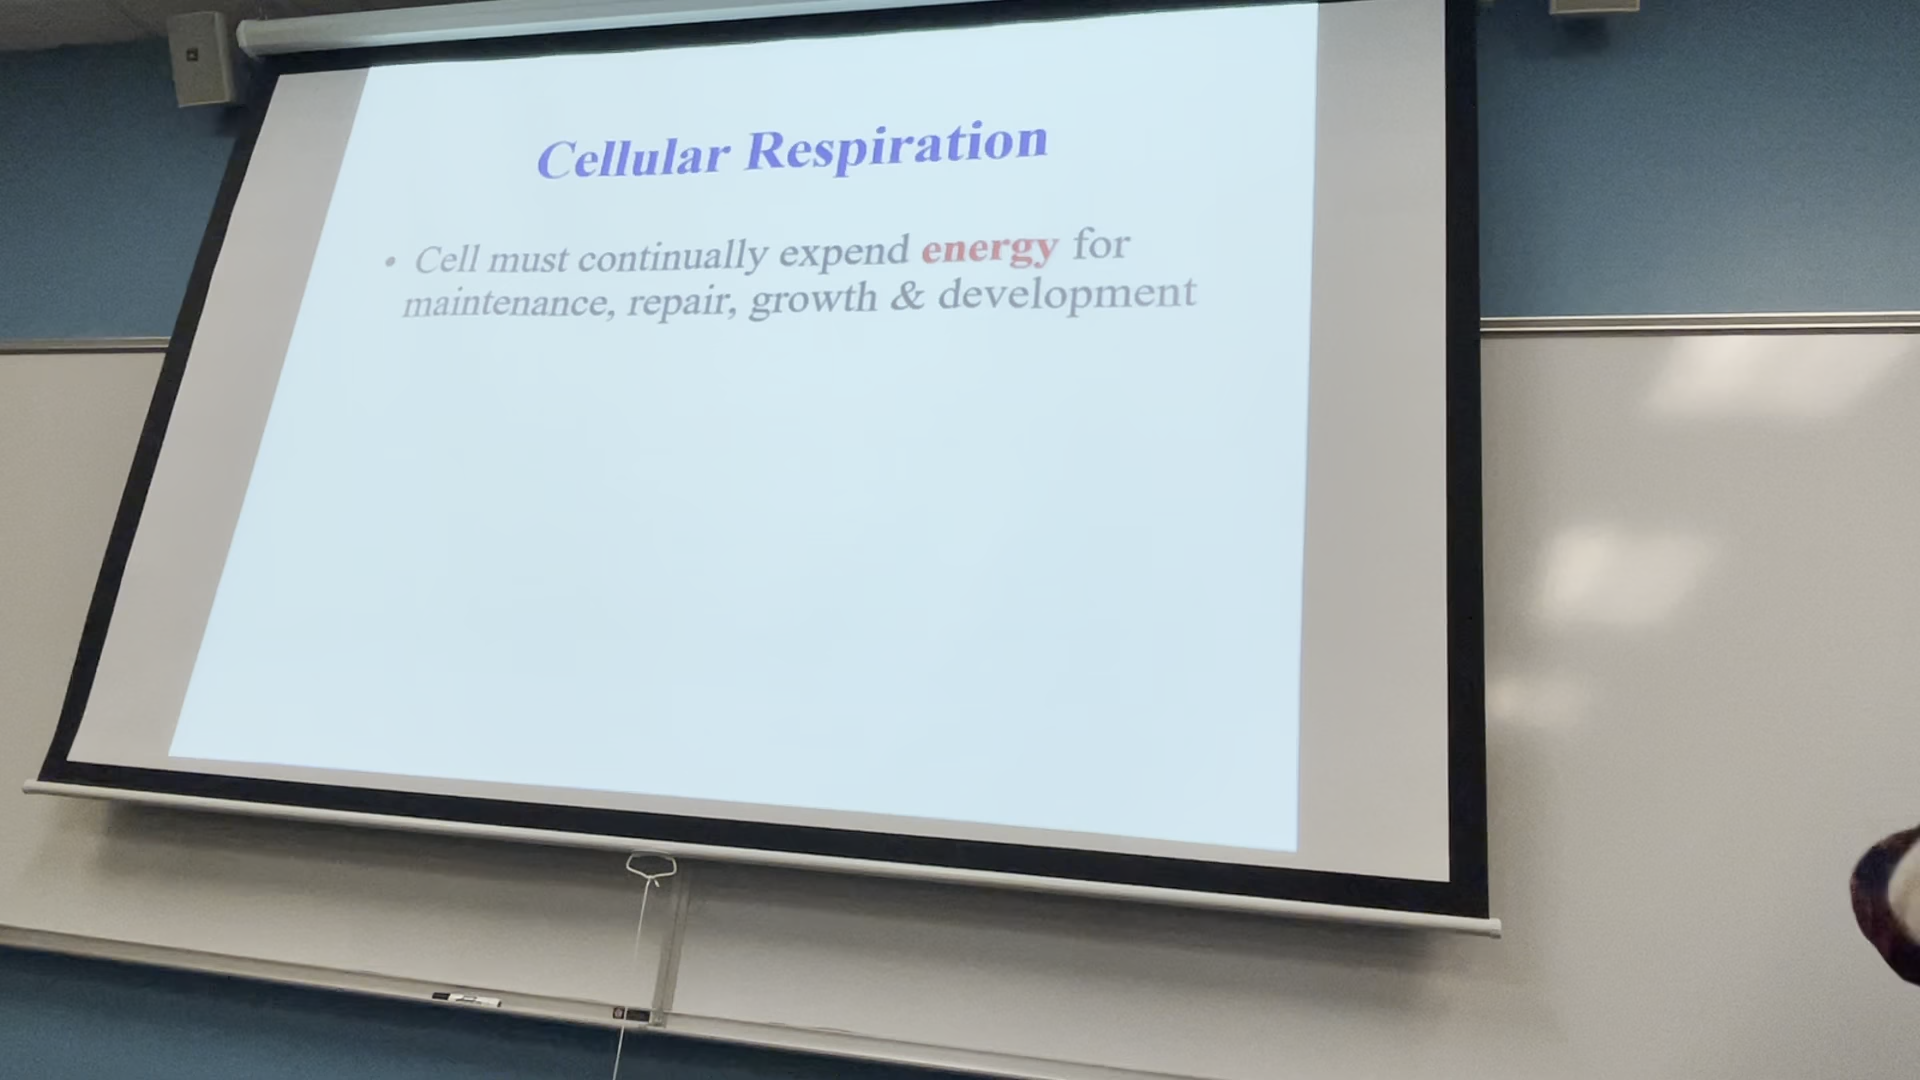 Cellular Respiration
• Cell must continually expend energy for
maintenance, repair, growth & development